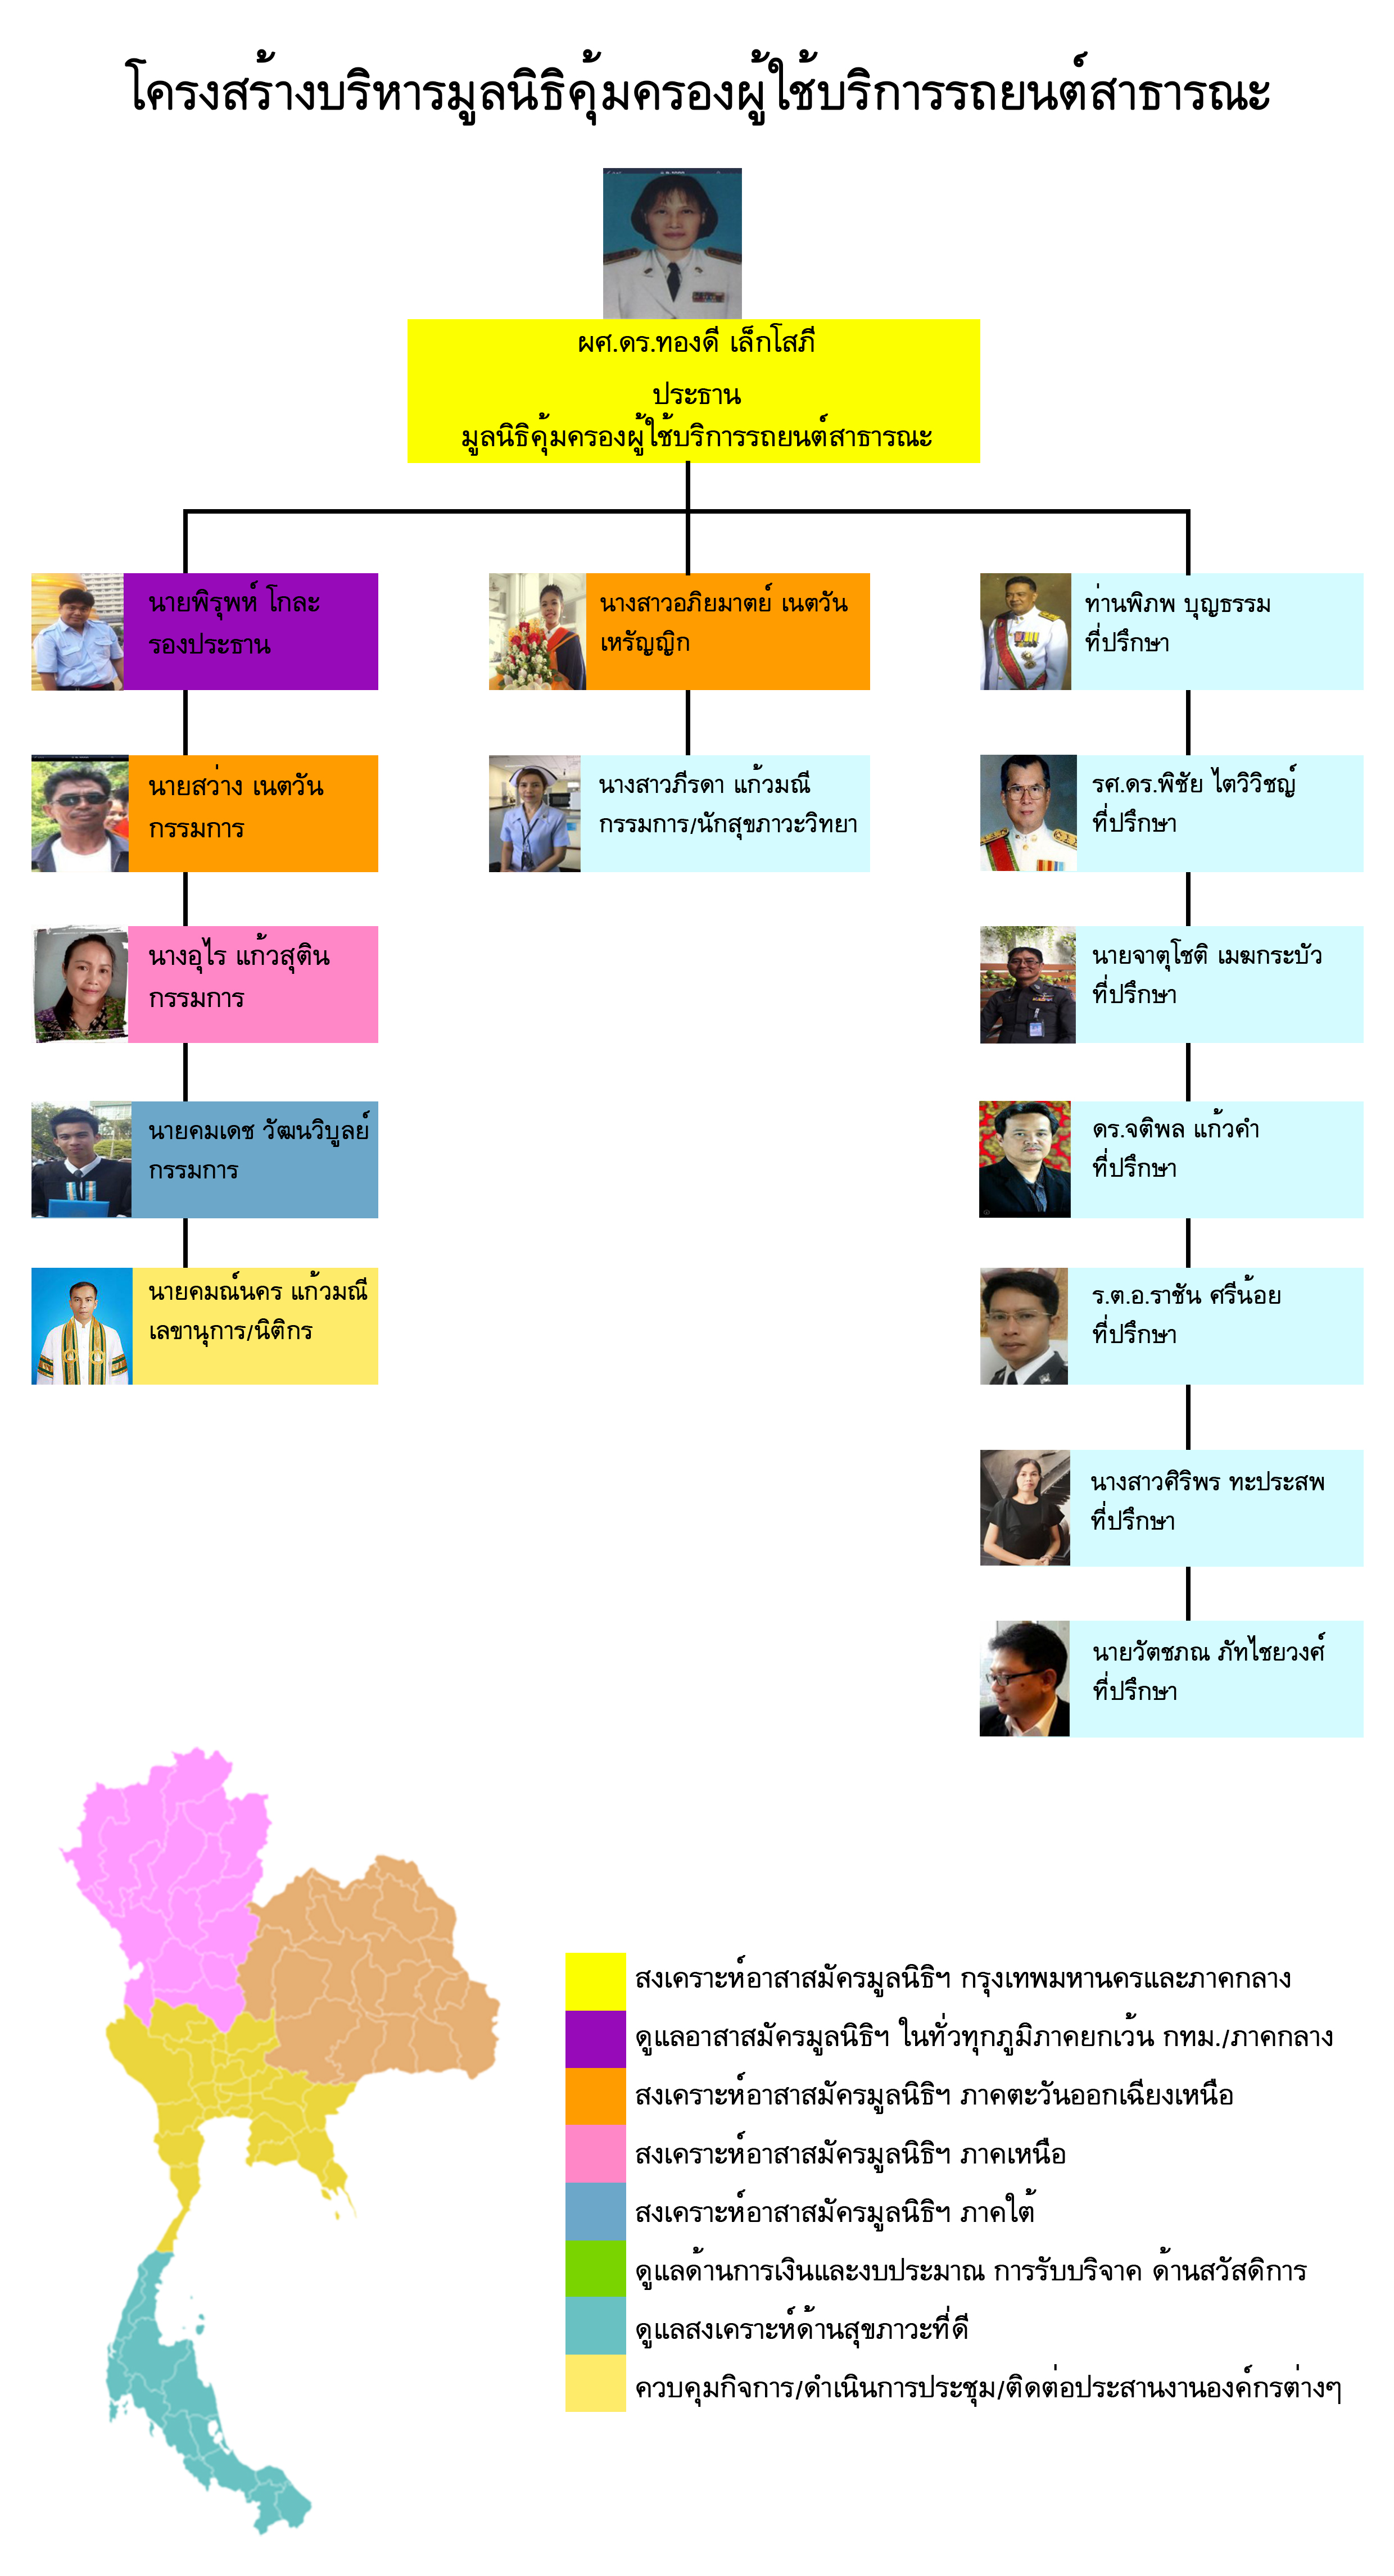 โครงสร้างบริหารมูลนิธิคุ้มครองผู้ใช้บริการรถยนต์สาธารณะ
ผศ.ดร.ทองดี เล็กโสภี
ประธาน
มูลนิธิคุ้มครองผู้ใช้บริการรถยนต์สาธารณะ
นายพิรุพห์ โกละ
รองประธาน
นายสว่าง เนตวัน
กรรมการ
นางอุไร แก้วสุติน
กรรมการ
นายคมเดช วัฒนวิบูลย์
กรรมการ
นายคมณ์นคร แก้วมณี
เลขานุการ/นิติกร
นางสาวอภิยมาตย์ เนตวัน
เหรัญญิก
นางสาวภีรดา แก้วมณี
กรรมการ/นักสุขภาวะวิทยา
ท่านพิภพ บุญธรรม
ที่ปรึกษา
รศ.ดร.พิชัย ไตวิวิชญ์
ที่ปรึกษา
นายจาตุโชติ เมฆกระบัว
ที่ปรึกษา
ดร.จติพล แก้วคำ
ที่ปรึกษา
ร.ต.อ.ราชัน ศรีน้อย
ที่ปรึกษา
นางสาวศิริพร ทะประสพ
ที่ปรึกษา
นายวัตชภณ ภัทไชยวงศ์
ที่ปรึกษา
สงเคราะห์อาสาสมัครมูลนิธิฯ กรุงเทพมหานครและภาคกลาง
ดูแลอาสาสมัครมูลนิธิฯ ในทั่วทุกภูมิภาคยกเว้น กทม./ภาคกลาง
สงเคราะห์อาสาสมัครมูลนิธิฯ ภาคตะวันออกเฉียงเหนือ
สงเคราะห์อาสาสมัครมูลนิธิฯ ภาคเหนือ
สงเคราะห์อาสาสมัครมูลนิธิฯ ภาคใต้
ดูแลด้านการเงินและงบประมาณ การรับบริจาค ด้านสวัสดิการ
ดูแลสงเคราะห์ด้านสุขภาวะที่ดี
ควบคุมกิจการ/ดำเนินการประชุม/ติดต่อประสานงานองค์กรต่างๆ